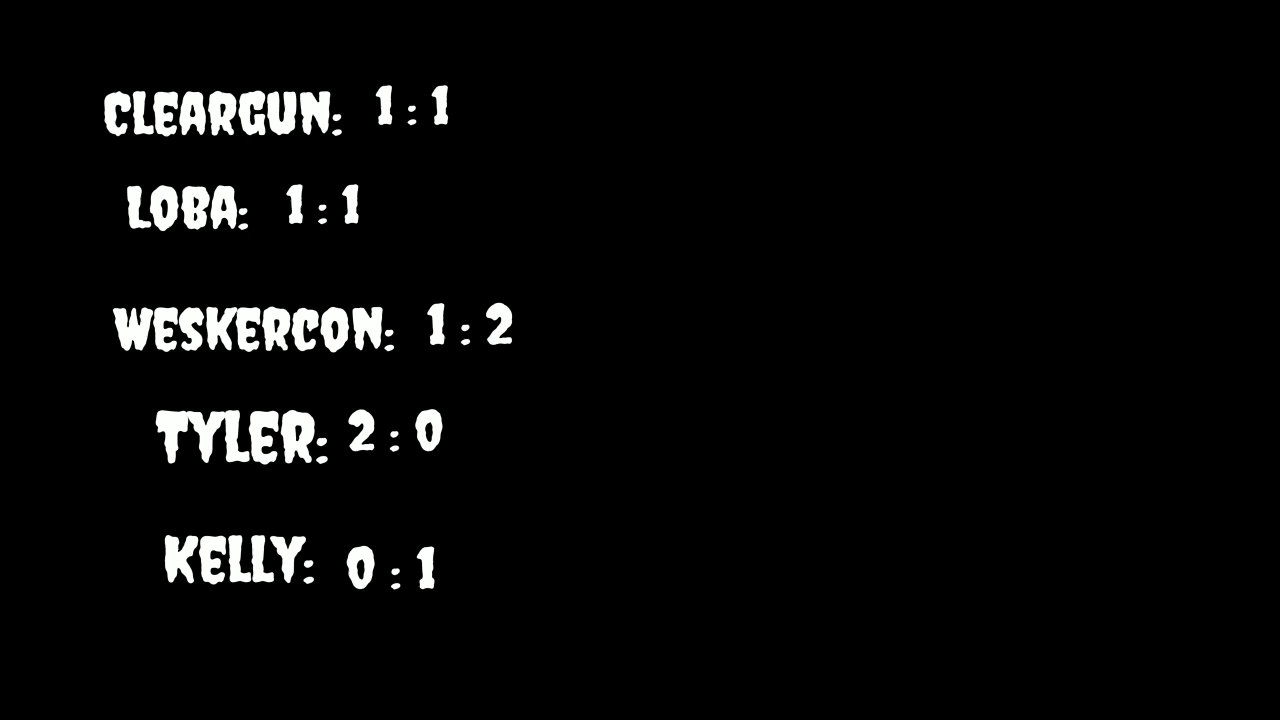 CLEARGUN: 1 : 1
LOBA: 1 : 1
WESKERCON: 1 : 2
TYLER: 2 : 0
KELLY: 0 : 1